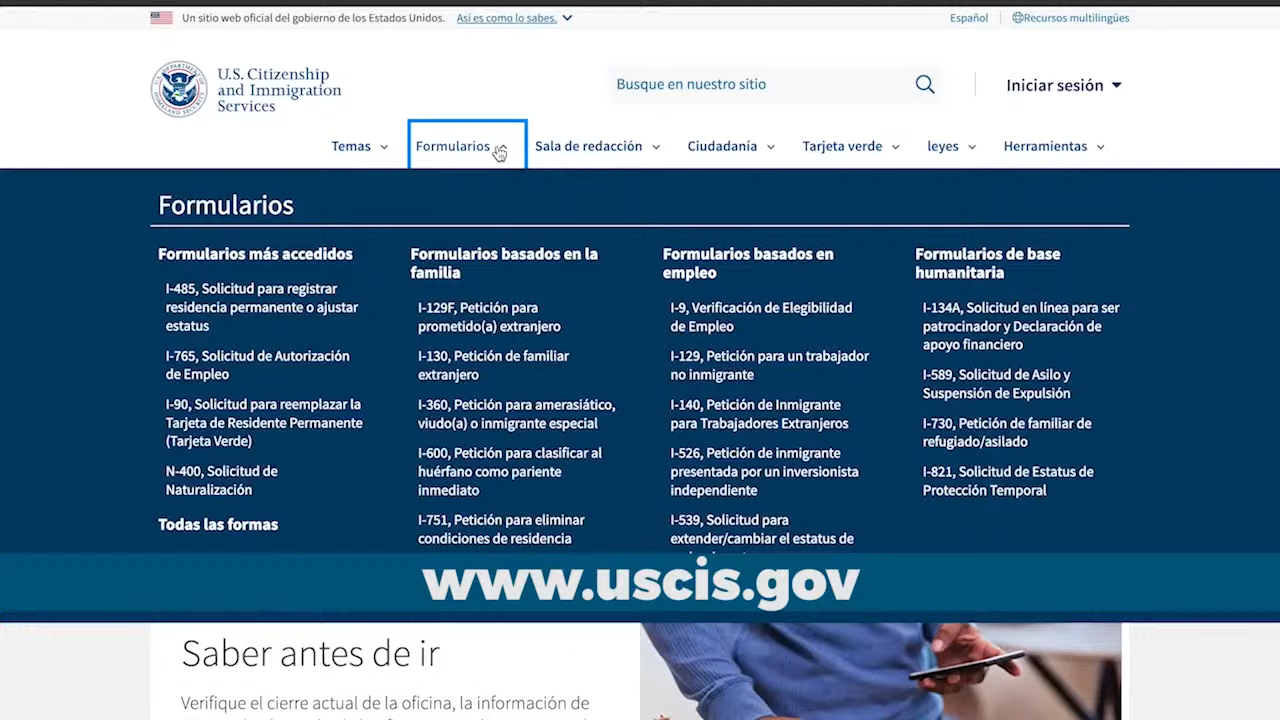 Un sitio web oficial del gobierno de los Estados Unidos. Así es como lo sabes.
Español
Recursos multilingües
U.S. Citizenship
and Immigration
Services
Busque en nuestro sitio
Iniciar sesión
Temas
Formularios
Sala de redacción
Ciudadanía
Tarjeta verde
leyes
Herramientas
Formularios
Formularios más accedidos
I-485, Solicitud para registrar
residencia permanente o ajustar
estatus
I-765, Solicitud de Autorización
de Empleo
I-90, Solicitud para reemplazar la
Tarjeta de Residente Permanente
(Tarjeta Verde)
N-400, Solicitud de
Naturalización
Todas las formas
Formularios basados en la
familia
I-129F, Petición para
prometido(a) extranjero
I-130, Petición de familiar
extranjero
I-360, Petición para amerasiático,
viudo(a) o inmigrante especial
I-600, Petición para clasificar al
huérfano como pariente
inmediato
I-751, Petición para eliminar
condiciones de residencia
Formularios basados en
empleo
I-9, Verificación de Elegibilidad
de Empleo
I-129, Petición para un trabajador
no inmigrante
I-140, Petición de Inmigrante
para Trabajadores Extranjeros
I-526, Petición de inmigrante
presentada por un inversionista
independiente
I-539, Solicitud para
extender/cambiar el estatus de
Formularios de base
humanitaria
I-134A, Solicitud en línea para ser
patrocinador y Declaración de
apoyo financiero
I-589, Solicitud de Asilo y
Suspensión de Expulsión
I-730, Petición de familiar de
refugiado/asilado
I-821, Solicitud de Estatus de
Protección Temporal
www.uscis.gov
Saber antes de ir
Verifique el cierre actual de la oficina, la información de